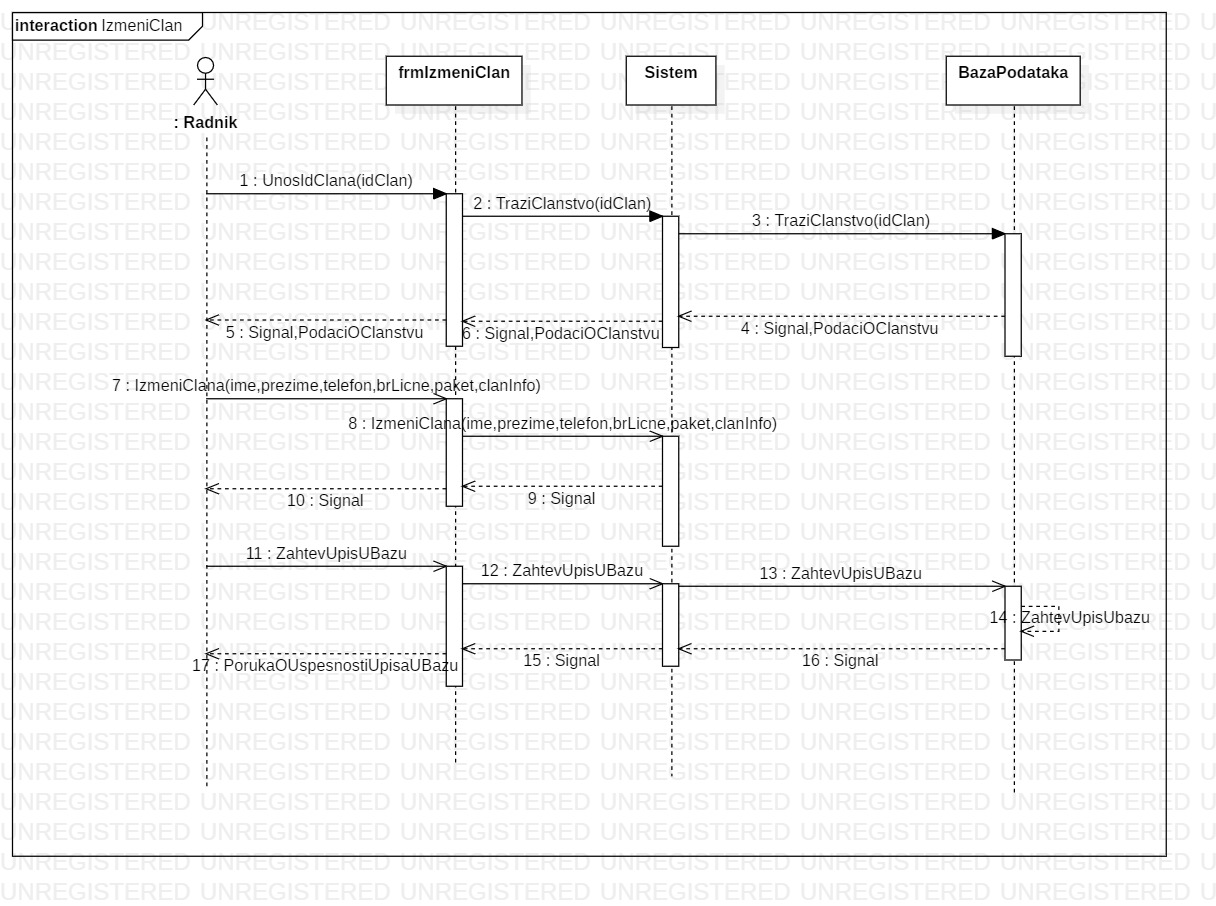 interaction IzmeniClan
frmIzmeniClan
Sistem
BazaPodataka
: Radnik
1 : UnosIdClana(idClan)
2 : TraziClanstvo(idClan)
3 : TraziClanstvo(idClan)
4 : Signal,PodaciOClanstvu
5 : Signal,PodaciOClanstvu
6 : Signal,PodaciOClanstvu
7 : IzmeniClana(ime,prezime,telefon,brLicne,paket,clanInfo)
8 : IzmeniClana(ime,prezime,telefon,brLicne,paket,clanInfo)
9 : Signal
10 : Signal
11 : ZahtevUpisUBazu
12 : ZahtevUpisUBazu
13 : ZahtevUpisUBazu
14 : ZahtevUpisUbazu
15 : Signal
16 : Signal
17 : PorukaOUspesnostiUpisaUBazu
UNREGISTERED